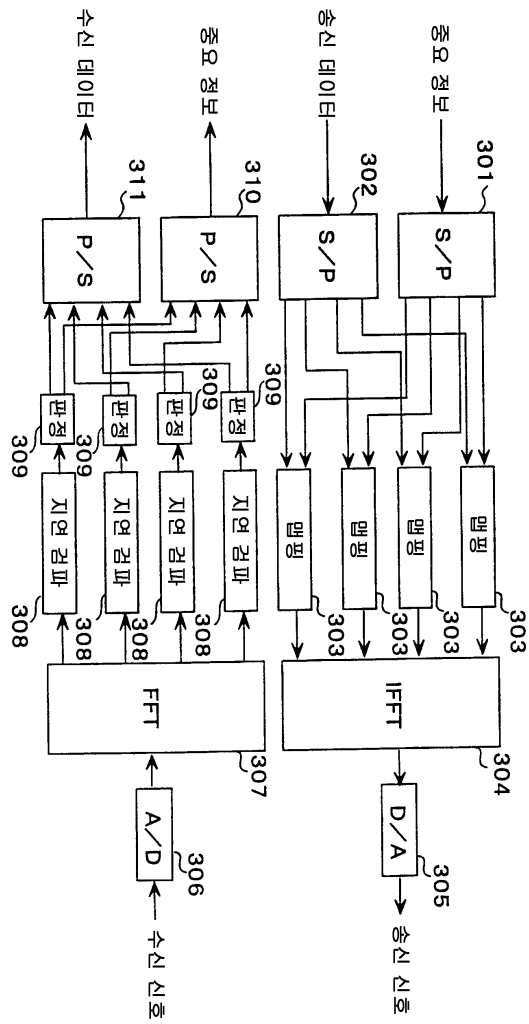 중요 정보
301
S/P
맵핑
303
맵핑
303
송신 데이터
302
S/P
맵핑
303
맵핑
303
IFFT
304
D/A
305
송신 신호
중요 정보
310
P/S
309
판정
지연 검파
308
309
판정
지연 검파
308
수신 데이터
311
P/S
309
판정
지연 검파
308
309
판정
지연 검파
308
FFT
307
A/D
306
수신 신호